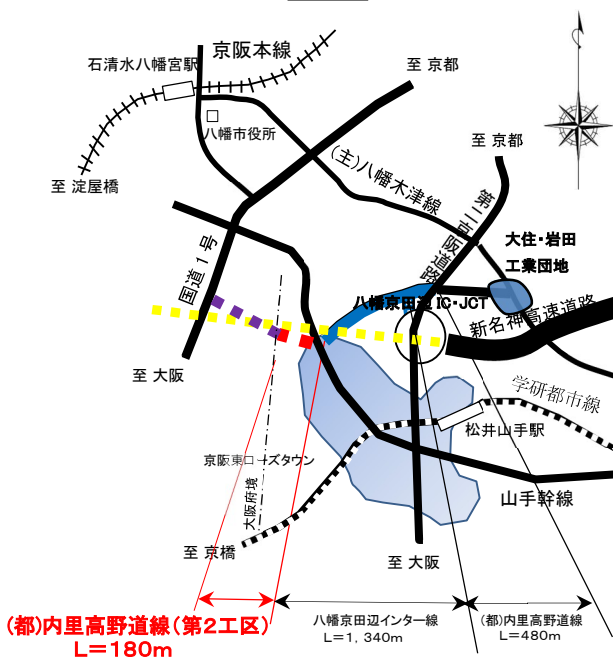 京阪本線
石清水八幡宮駅
至 京都
八幡市役所
至 京都
(主)八幡木津線
至 淀屋橋
第二京阪道路
大住・岩田
工業団地
国道1号
八幡京田辺IC・JCT
新名神高速道路
至 大阪
学研都市線
松井山手駅
京阪東ローズタウン
大阪府境
山手幹線
至 京橋
至 大阪
(都)内里高野道線(第2工区)
L=180m
八幡京田辺インター線
L=1,340m
(都)内里高野道線
L=480m